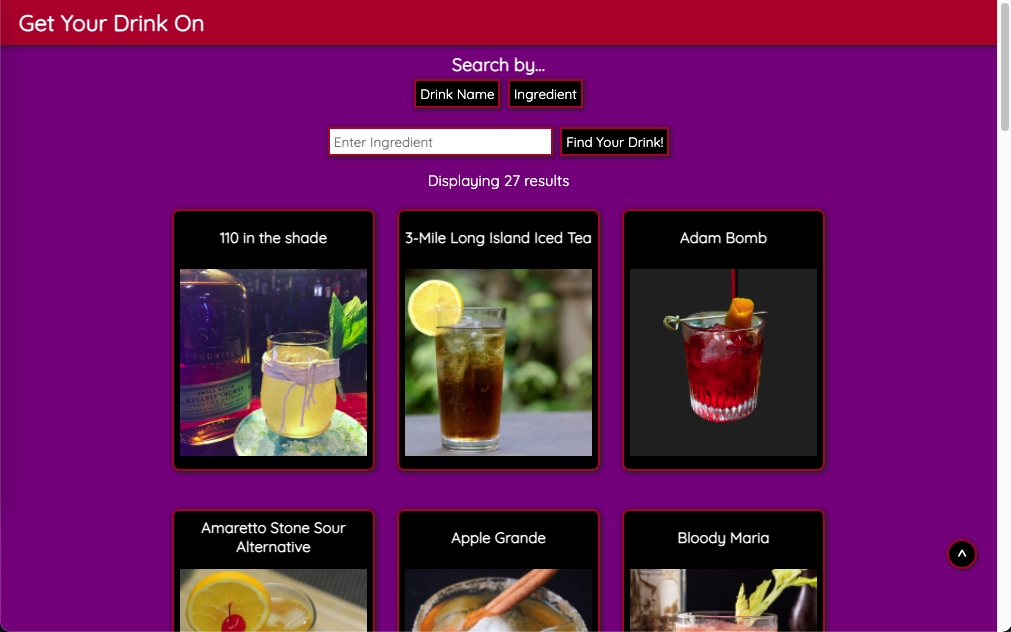 Get Your Drink On
Search by...
Drink Name Ingredient
Enter Ingredient Find Your Drink!
Displaying 27 results
110 in the shade
3-Mile Long Island Iced Tea
Adam Bomb
BULLEIT
Amaretto Stone Sour
Alternative
Apple Grande
Bloody Maria
^